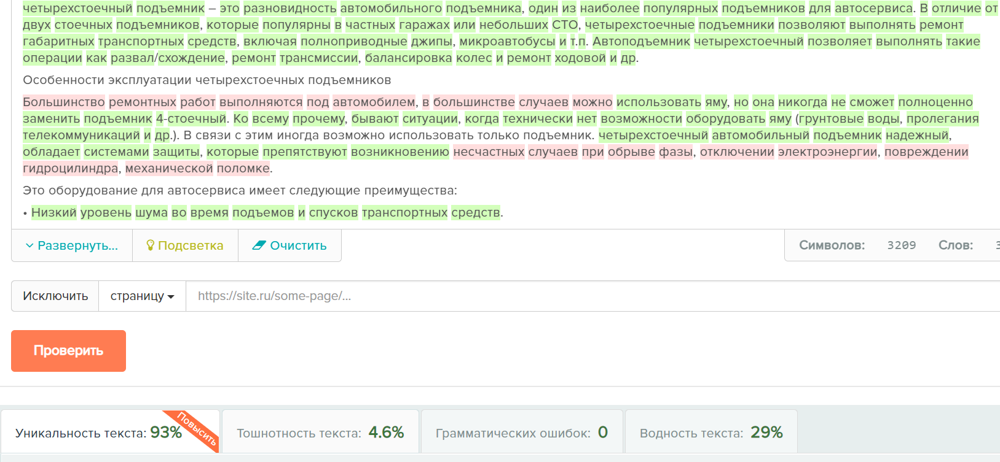 четырехстоечный подъемник – это разновидность автомобильного подъемника, один из наиболее популярных подъемников для автосервиса. В отличие от
двух стоечных подъемников, которые популярны в частных гаражах или небольших СТО, четырехстоечные подъемники позволяют выполнять ремонт
габаритных транспортных средств, включая полноприводные джипы, микроавтобусы и т.п. Автоподъемник четырехстоечный позволяет выполнять такие
операции как развал/схождение, ремонт трансмиссии, балансировка колес и ремонт ходовой и др.
Особенности эксплуатации четырехстоечных подъемников
Большинство ремонтных работ выполняются под автомобилем, в большинстве случаев можно использовать яму, но она никогда не сможет полноценно
заменить подъемник 4-стоечный. Ко всему прочему, бывают ситуации, когда технически нет возможности оборудовать яму (грунтовые воды, пролегания
телекоммуникаций и др.). В связи с этим иногда возможно использовать только подъемник. четырехстоечный автомобильный подъемник надежный,
обладает системами защиты, которые препятствуют возникновению несчастных случаев при обрыве фазы, отключении электроэнергии, повреждении
гидроцилиндра, механической поломке.
Это оборудование для автосервиса имеет следующие преимущества:
• Низкий уровень шума во время подъемов и спусков транспортных средств.
Развернуть... Подсветка Очистить Символов: 3209 Слов:
Исключить страницу https://site.ru/some-page/...
Проверить
Уникальность текста: 93% Повысить Тошнотность текста: 4.6% Грамматических ошибок: 0 Водность текста: 29%